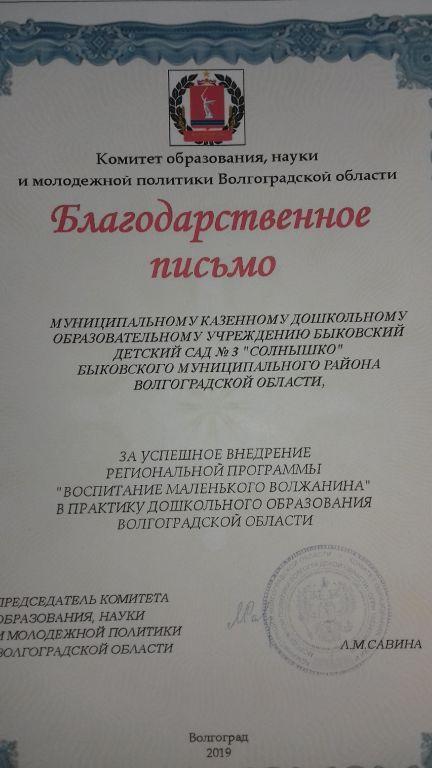 Комитет образования, науки
и молодежной политики Волгоградской области
Благодарственное
письмо
МУНИЦИПАЛЬНОМУ КАЗЕННОМУ ДОШКОЛЬНОМУ
ОБРАЗОВАТЕЛЬНОМУ УЧРЕЖДЕНИЮ БЫКОВСКИЙ
ДЕТСКИЙ САД № 3 "СОЛНЫШКО"
БЫКОВСКОГО МУНИЦИПАЛЬНОГО РАЙОНА
ВОЛГОГРАДСКОЙ ОБЛАСТИ,
ЗА УСПЕШНОЕ ВНЕДРЕНИЕ
РЕГИОНАЛЬНОЙ ПРОГРАММЫ
"ВОСПИТАНИЕ МАЛЕНЬКОГО ВОЛЖАНИНА"
В ПРАКТИКУ ДОШКОЛЬНОГО ОБРАЗОВАНИЯ
ВОЛГОГРАДСКОЙ ОБЛАСТИ
ПРЕДСЕДАТЕЛЬ КОМИТЕТА
ОБРАЗОВАНИЯ, НАУКИ
И МОЛОДЕЖНОЙ ПОЛИТИКИ
ВОЛГОГРАДСКОЙ ОБЛАСТИ
Л.М.САВИНА
Волгоград
2019